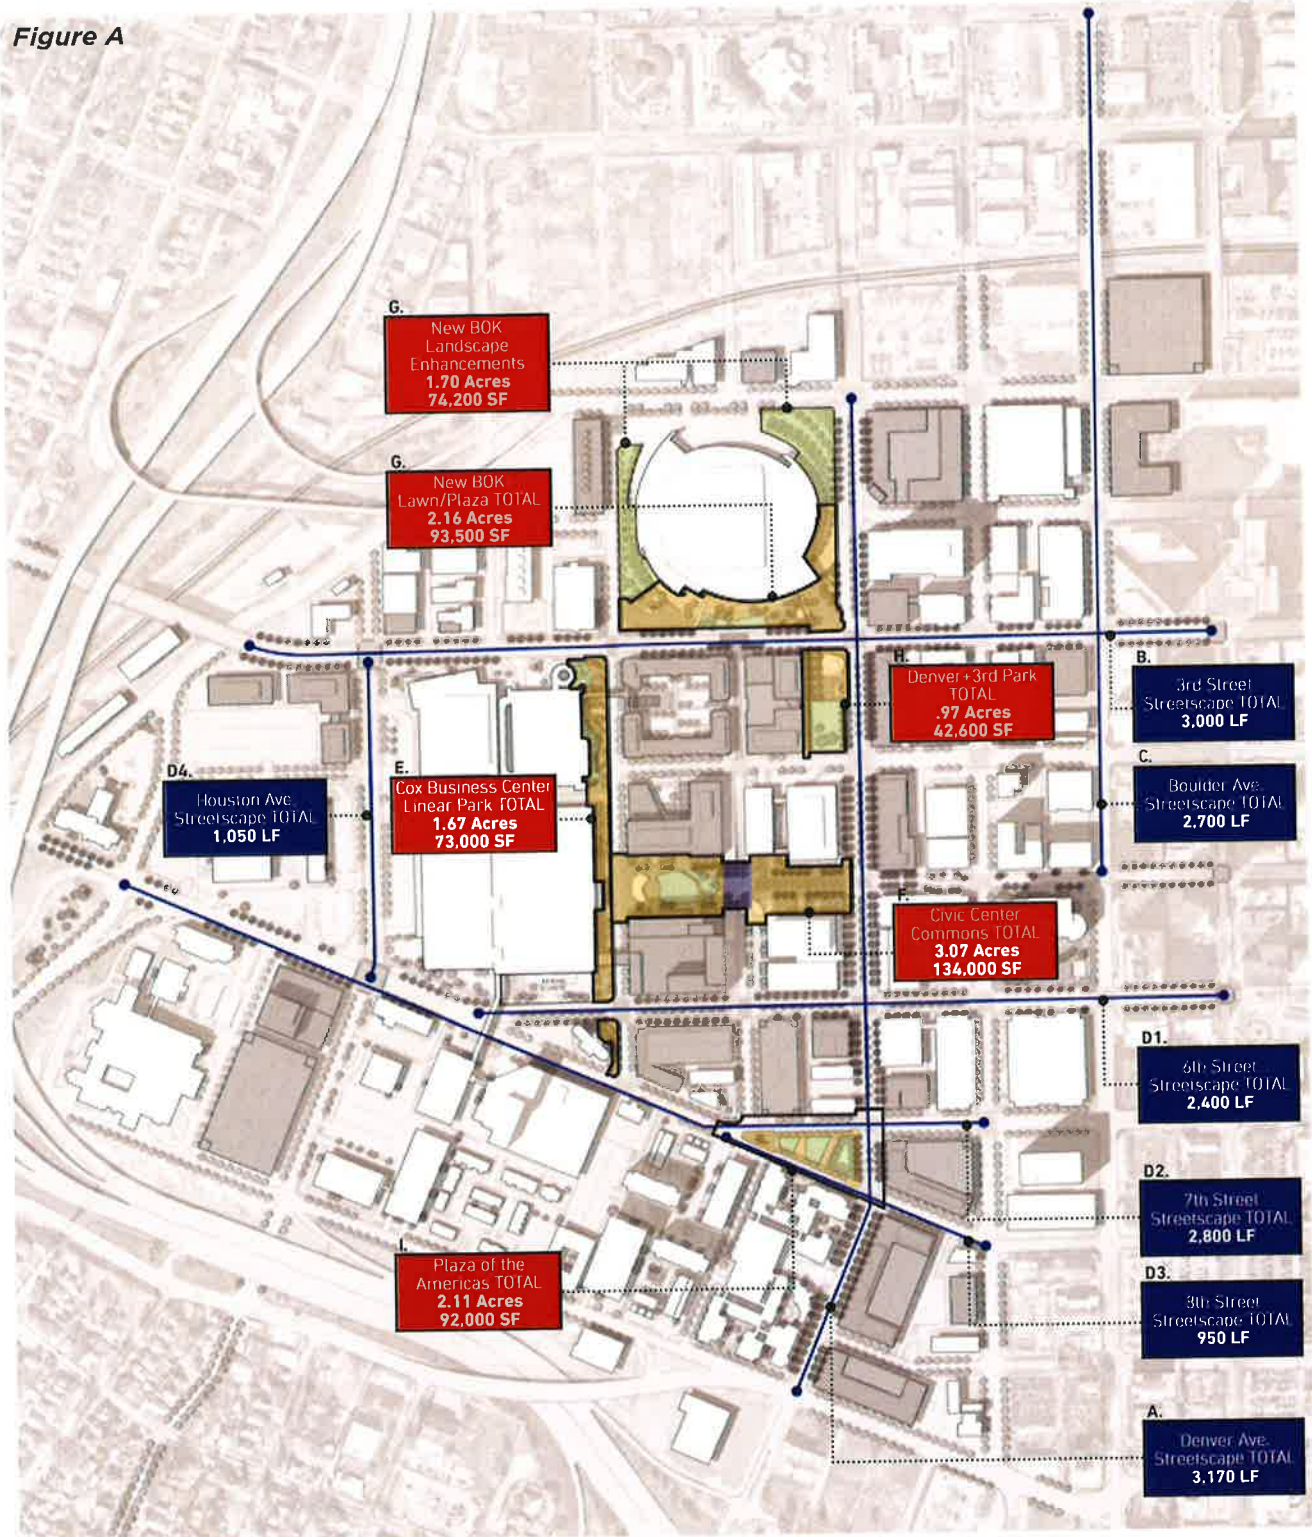 Figure A
G.
New BOK
Landscape
Enhancements
1.70 Acres
74,200 SF
G.
New BOK
Lawn/Plaza TOTAL
2.16 Acres
93,500 SF
H.
Denver+3rd Park
TOTAL
.97 Acres
42,600 SF
B.
3rd Street
Streetscape TOTAL
3,000 LF
D4.
Houston Ave.
Streetscape TOTAL
1,050 LF
E.
Cox Business Center
Linear Park TOTAL
1.67 Acres
73,000 SF
C.
Boulder Ave.
Streetscape TOTAL
2,700 LF
F.
Civic Center
Commons TOTAL
3.07 Acres
134,000 SF
D1.
6th Street
Streetscape TOTAL
2,400 LF
D2.
7th Street
Streetscape TOTAL
2,800 LF
I.
Plaza of the
Americas TOTAL
2.11 Acres
92,000 SF
D3.
8th Street
Streetscape TOTAL
950 LF
A.
Denver Ave.
Streetscape TOTAL
3,170 LF